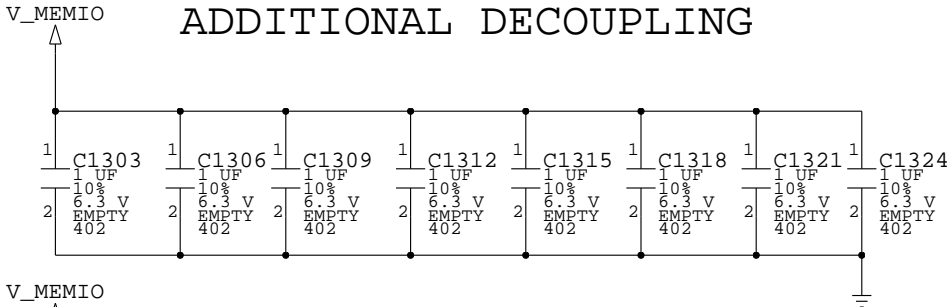 V_MEMIO
ADDITIONAL DECOUPLING
1
C1303
1 UF
10%
6.3 V
EMPTY
402
2
1
C1306
1 UF
10%
6.3 V
EMPTY
402
2
1
C1309
1 UF
10%
6.3 V
EMPTY
402
2
1
C1312
1 UF
10%
6.3 V
EMPTY
402
2
1
C1315
1 UF
10%
6.3 V
EMPTY
402
2
1
C1318
1 UF
10%
6.3 V
EMPTY
402
2
1
C1321
1 UF
10%
6.3 V
EMPTY
402
2
1
C1324
1 UF
10%
6.3 V
EMPTY
402
2
V_MEMIO